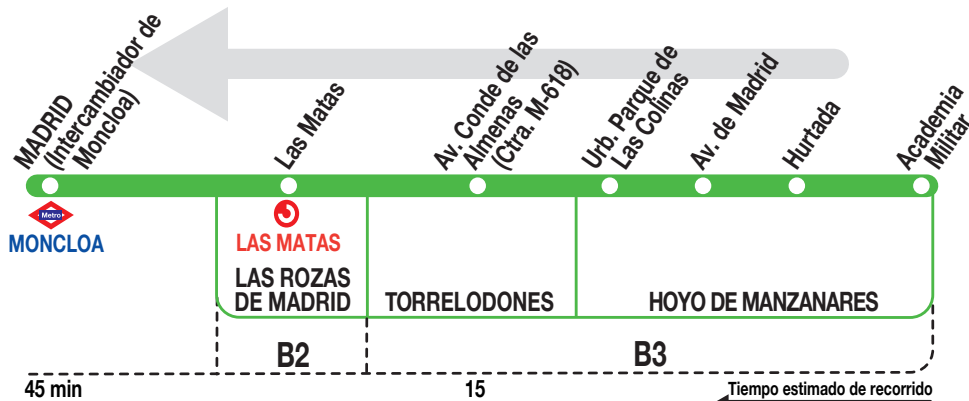 MADRID
(Intercambiador de
Moncloa)
Las Matas
Av. Conde de las
Almenas
(Ctra. M-618)
Urb. Parque de
Las Colinas
Av. de Madrid
Hurtada
Academia
Militar
Metro
MONCLOA
LAS MATAS
LAS ROZAS
DE MADRID
TORRELODONES
HOYO DE MANZANARES
B2
B3
45 min
15
Tiempo estimado de recorrido